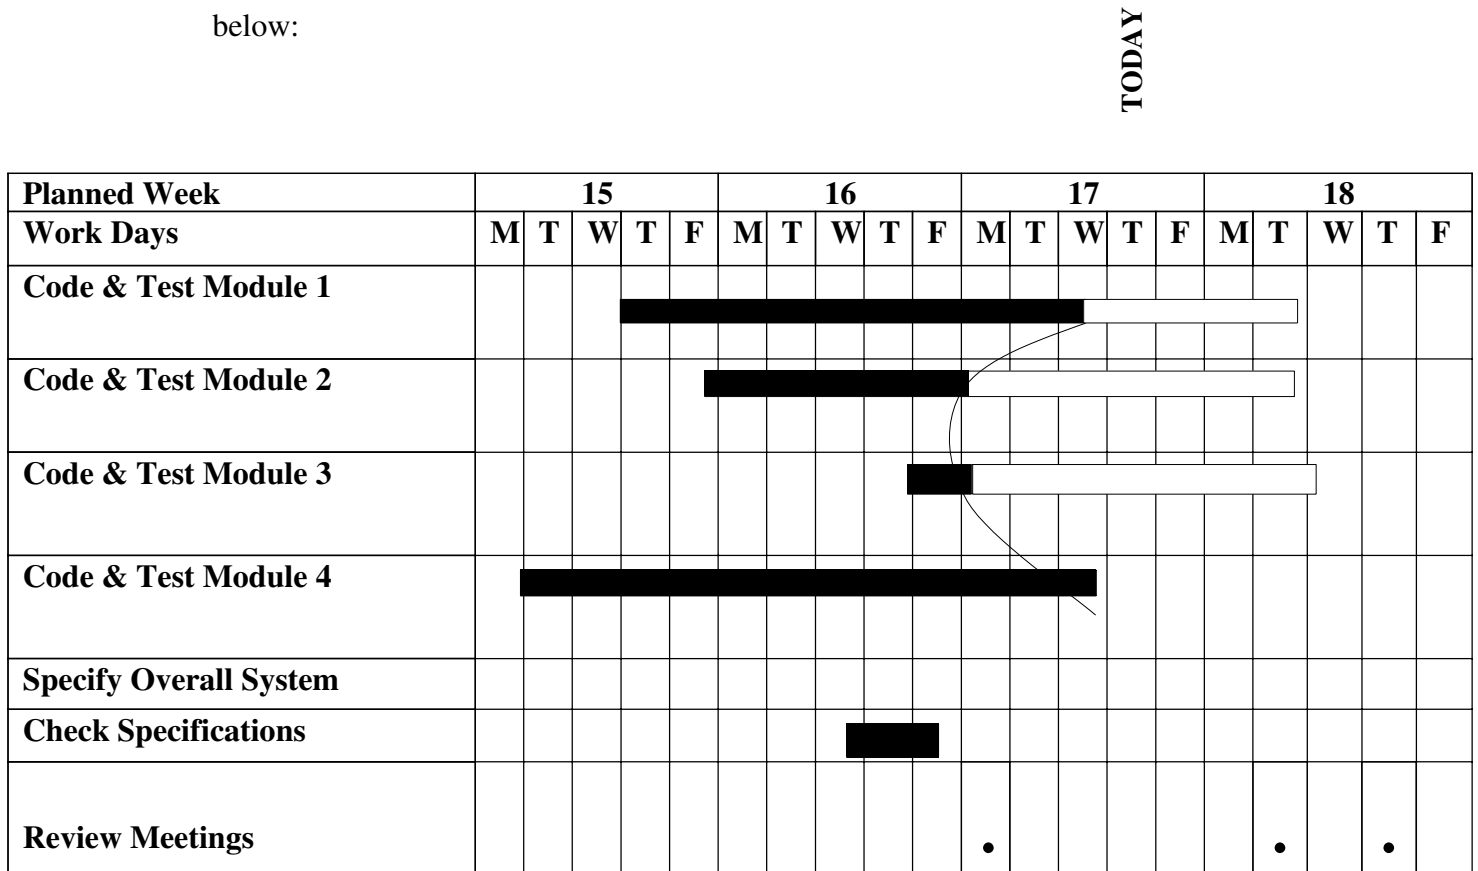 below:
TODAY
Planned Week 15 16 17 18
Work Days M T W T F M T W T F M T W T F M T W T F
Code & Test Module 1
Code & Test Module 2
Code & Test Module 3
Code & Test Module 4
Specify Overall System
Check Specifications
Review Meetings